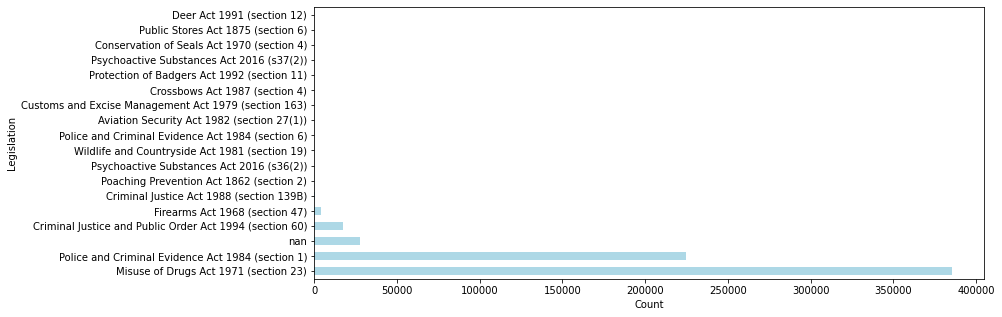 Deer Act 1991 (section 12)
Public Stores Act 1875 (section 6)
Conservation of Seals Act 1970 (section 4)
Psychoactive Substances Act 2016 (s37(2))
Protection of Badgers Act 1992 (section 11)
Crossbows Act 1987 (section 4)
Customs and Excise Management Act 1979 (section 163)
Aviation Security Act 1982 (section 27(1))
Police and Criminal Evidence Act 1984 (section 6)
Wildlife and Countryside Act 1981 (section 19)
Psychoactive Substances Act 2016 (s36(2))
Poaching Prevention Act 1862 (section 2)
Criminal Justice Act 1988 (section 139B)
Firearms Act 1968 (section 47)
Criminal Justice and Public Order Act 1994 (section 60)
nan
Police and Criminal Evidence Act 1984 (section 1)
Misuse of Drugs Act 1971 (section 23)
Legislation
0 50000 100000 150000 200000 250000 300000 350000 400000
Count